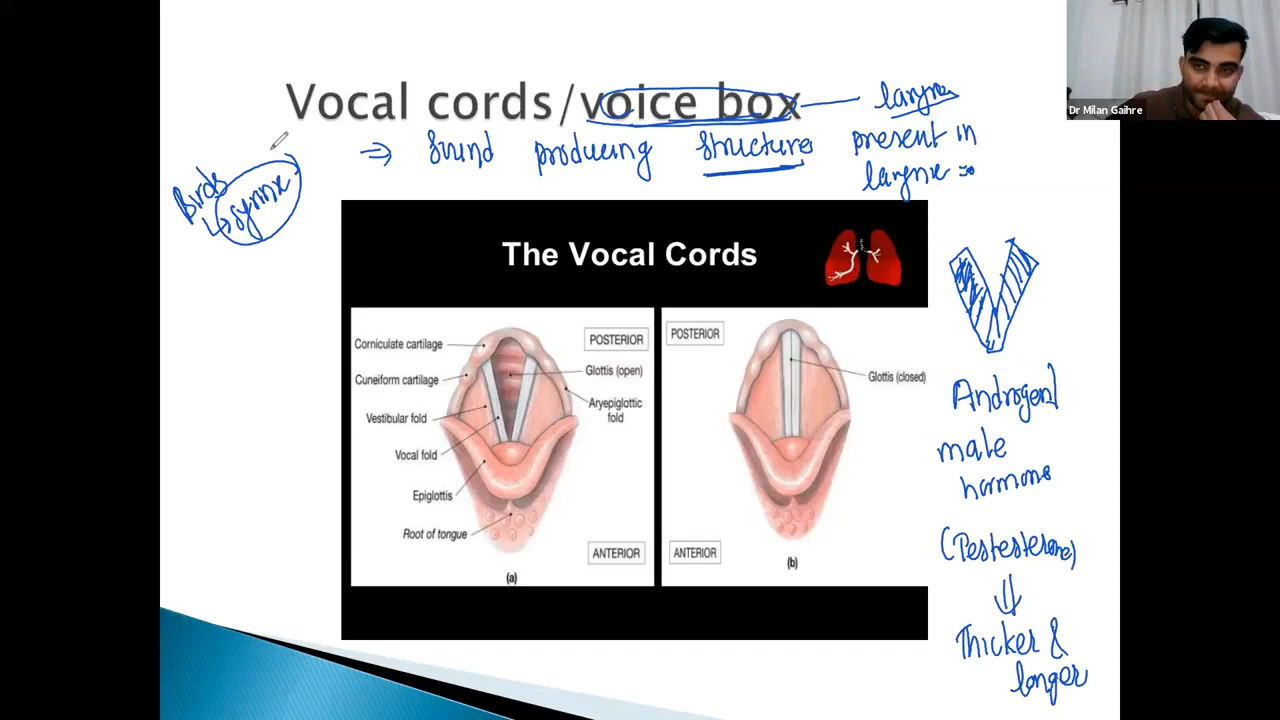 Dr Milan Gaihre
Vocal cords/voice box — larynx
⇒ Sound producing structure present in
larynx
Birds
↳ syrinx
The Vocal Cords
Corniculate cartilage
Cuneiform cartilage
Vestibular fold
Vocal fold
Epiglottis
Root of tongue
POSTERIOR
Glottis (open)
Aryepiglottic
fold
ANTERIOR
(a)
POSTERIOR
Glottis (closed)
ANTERIOR
(b)
Androgen/
male
hormone
(Testesterone)
⇓
Thicker &
longer